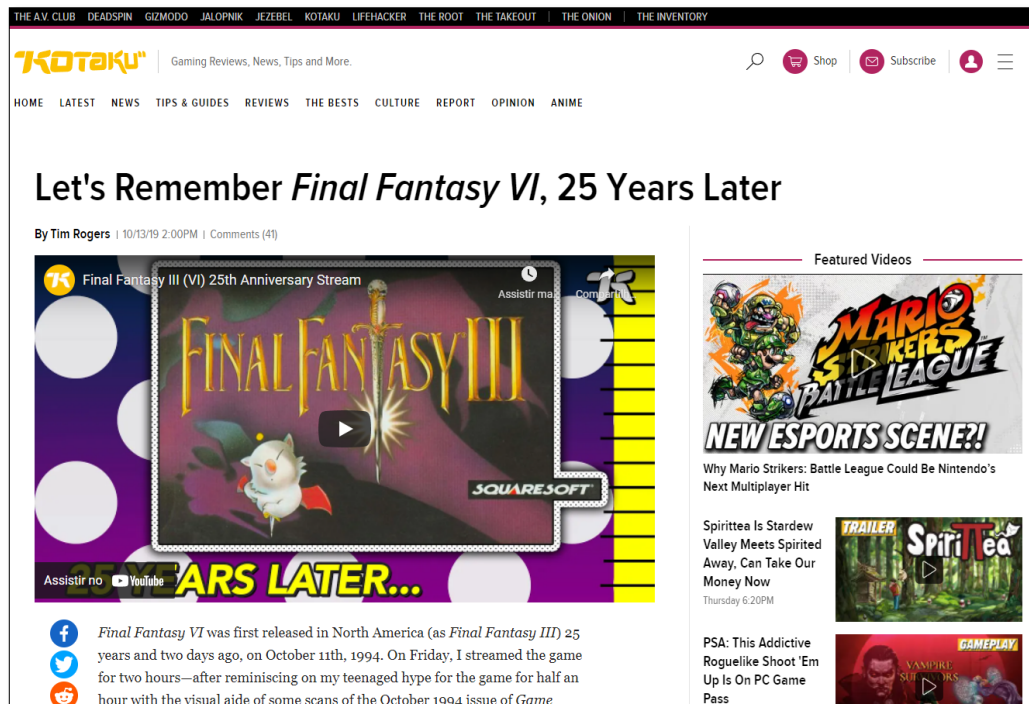 THE A.V. CLUB DEADSPIN GIZMODO JALOPNIK JEZEBEL KOTAKU LIFEHACKER THE ROOT THE TAKEOUT THE ONION THE INVENTORY
KOTAKU
Gaming Reviews, News, Tips and More.
Shop
Subscribe
HOME LATEST NEWS TIPS & GUIDES REVIEWS THE BESTS CULTURE REPORT OPINION ANIME
Let's Remember Final Fantasy VI, 25 Years Later
By Tim Rogers | 10/13/19 2:00PM | Comments (41)
Final Fantasy III (VI) 25th Anniversary Stream
Assistir ma...
FINAL FANTASY III
SQUARESOFT
25 YEARS LATER...
Assistir no YouTube
Final Fantasy VI was first released in North America (as Final Fantasy III) 25
years and two days ago, on October 11th, 1994. On Friday, I streamed the game
for two hours—after reminiscing on my teenaged hype for the game for half an
hour with the visual aide of some scans of the October 1994 issue of Game
Featured Videos
MARIO
STRIKERS
BATTLE LEAGUE
NEW ESPORTS SCENE?!
Why Mario Strikers: Battle League Could Be Nintendo's
Next Multiplayer Hit
Spirittea Is Stardew
Valley Meets Spirited
Away, Can Take Our
Money Now
Thursday 6:20PM
TRAILER
SpiriTTea
PSA: This Addictive
Roguelike Shoot 'Em
Up Is On PC Game
Pass
GAMEPLAY
VAMPIRE
SURVIVORS